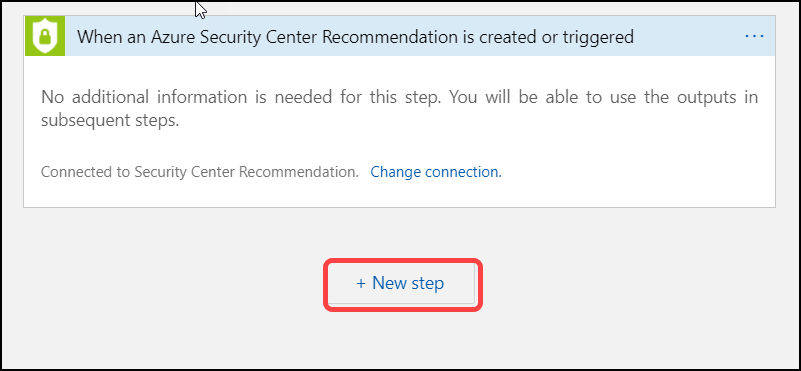 When an Azure Security Center Recommendation is created or triggered
...
No additional information is needed for this step. You will be able to use the outputs in
subsequent steps.
Connected to Security Center Recommendation. Change connection.
+ New step